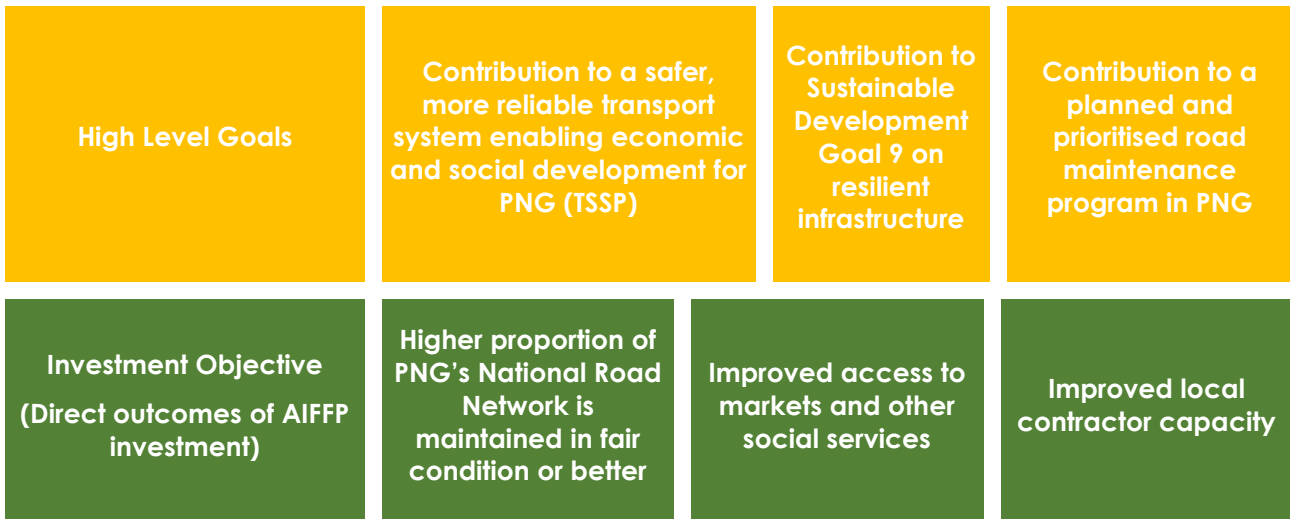 High Level Goals
Contribution to a safer,
more reliable transport
system enabling economic
and social development for
PNG (TSSP)
Contribution to
Sustainable
Development
Goal 9 on
resilient
infrastructure
Contribution to a
planned and
prioritised road
maintenance
program in PNG
Investment Objective
(Direct outcomes of AIFFP
investment)
Higher proportion of
PNG’s National Road
Network is
maintained in fair
condition or better
Improved access to
markets and other
social services
Improved local
contractor capacity